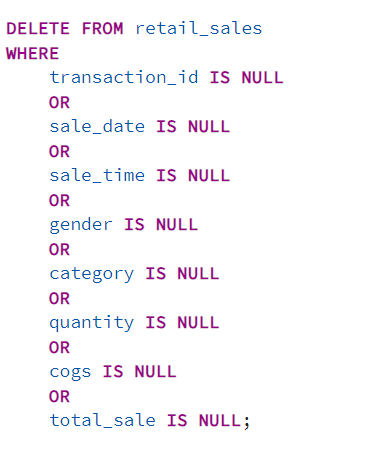 DELETE FROM retail_sales
WHERE
transaction_id IS NULL
OR
sale_date IS NULL
OR
sale_time IS NULL
OR
gender IS NULL
OR
category IS NULL
OR
quantity IS NULL
OR
cogs IS NULL
OR
total_sale IS NULL;